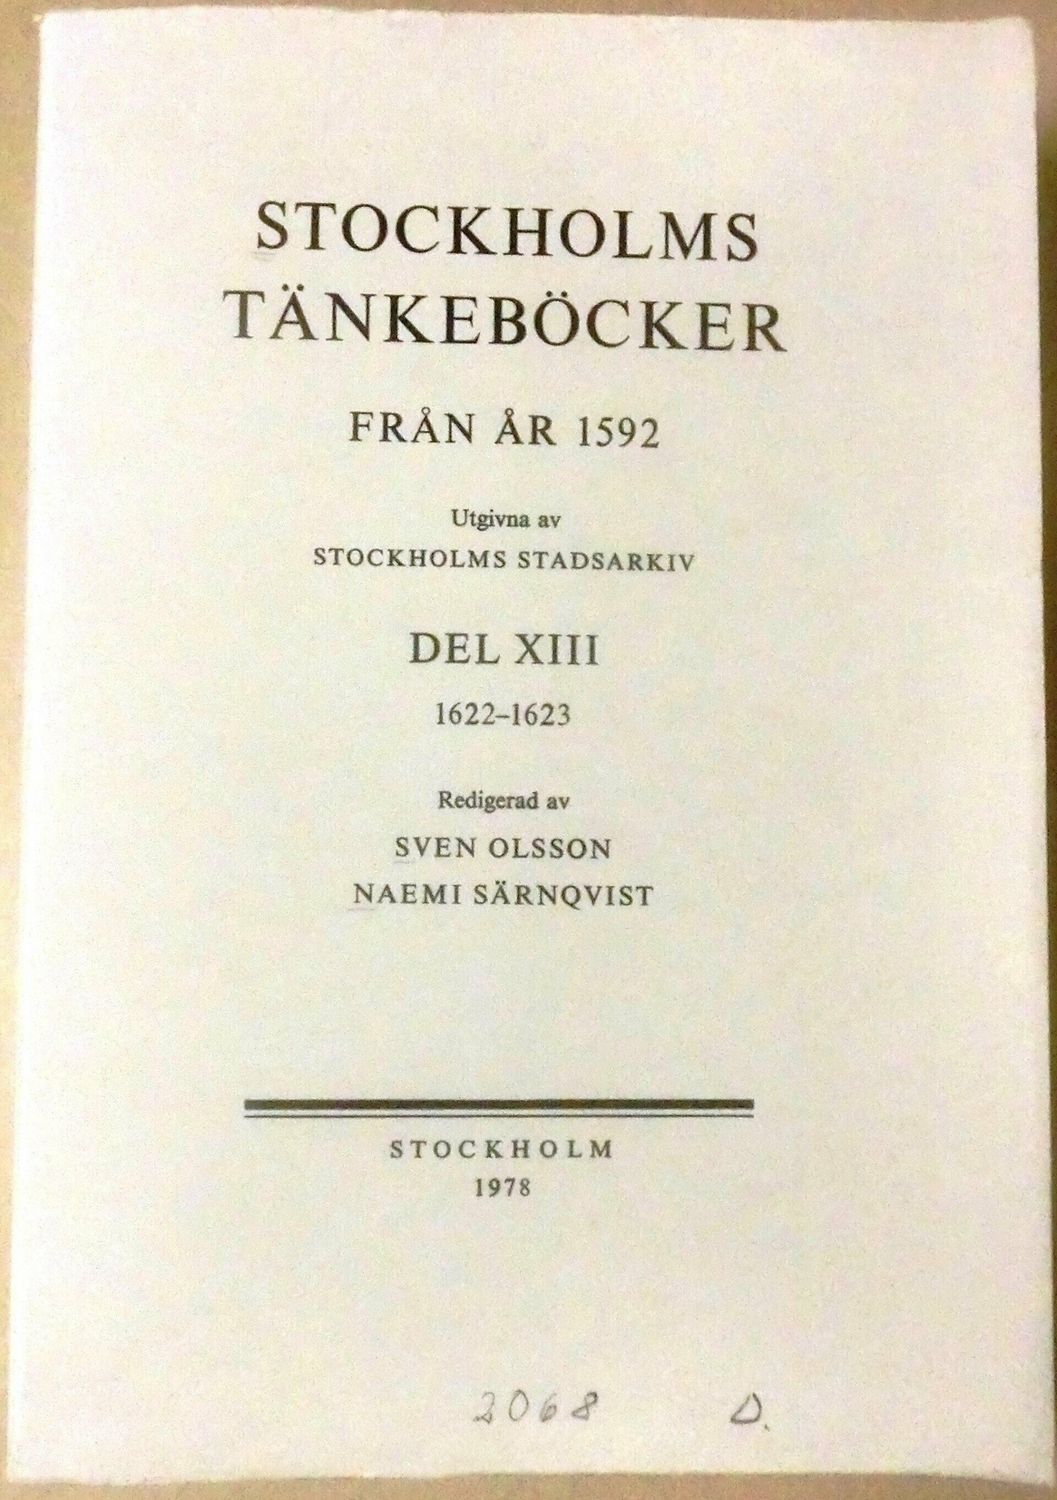 STOCKHOLMS
TÄNKEBÖCKER
FRÅN ÅR 1592
Utgivna av
STOCKHOLMS STADSARKIV
DEL XIII
1622–1623
Redigerad av
SVEN OLSSON
NAEMI SÄRNQVIST
STOCKHOLM
1978
2068 D.